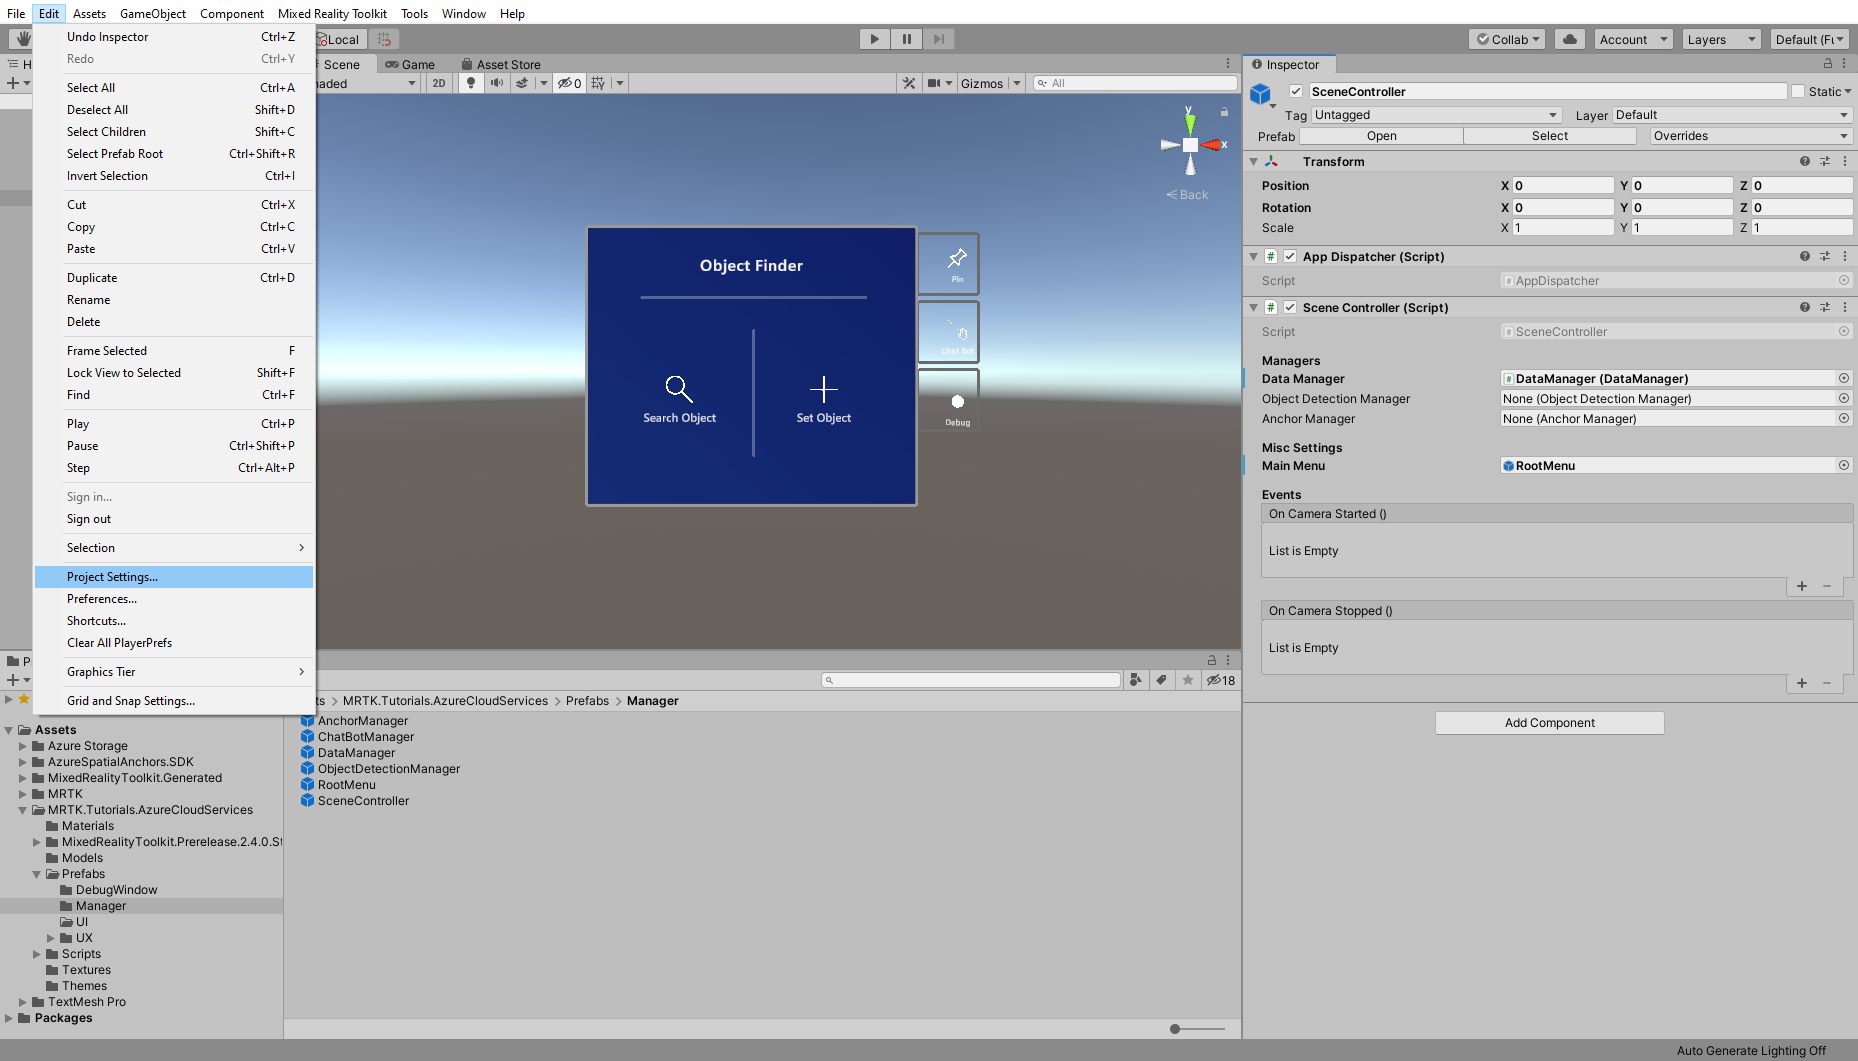 File Edit Assets GameObject Component Mixed Reality Toolkit Tools Window Help
Undo Inspector Ctrl+Z
Redo Ctrl+Y
Select All Ctrl+A
Deselect All Shift+D
Select Children Shift+C
Select Prefab Root Ctrl+Shift+R
Invert Selection Ctrl+I
Cut Ctrl+X
Copy Ctrl+C
Paste Ctrl+V
Duplicate Ctrl+D
Rename
Delete
Frame Selected F
Lock View to Selected Shift+F
Find Ctrl+F
Play Ctrl+P
Pause Ctrl+Shift+P
Step Ctrl+Alt+P
Sign in...
Sign out
Selection
Project Settings...
Preferences...
Shortcuts...
Clear All PlayerPrefs
Graphics Tier
Grid and Snap Settings...
Local
Collab Account Layers Default (Fu
Scene Game Asset Store
haded 2D 0 Gizmos All
y
x
< Back
Object Finder
Search Object
Set Object
Pin
Chat Bot
Debug
Inspector
SceneController Static
Tag Untagged Layer Default
Prefab Open Select Overrides
Transform
Position X 0 Y 0 Z 0
Rotation X 0 Y 0 Z 0
Scale X 1 Y 1 Z 1
# App Dispatcher (Script)
Script # AppDispatcher
# Scene Controller (Script)
Script # SceneController
Managers
Data Manager # DataManager (DataManager)
Object Detection Manager None (Object Detection Manager)
Anchor Manager None (Anchor Manager)
Misc Settings
Main Menu RootMenu
Events
On Camera Started ()
List is Empty
+ −
On Camera Stopped ()
List is Empty
+ −
Add Component
H
P
18
ts > MRTK.Tutorials.AzureCloudServices > Prefabs > Manager
AnchorManager
ChatBotManager
DataManager
ObjectDetectionManager
RootMenu
SceneController
Assets
Azure Storage
AzureSpatialAnchors.SDK
MixedRealityToolkit.Generated
MRTK
MRTK.Tutorials.AzureCloudServices
Materials
MixedRealityToolkit.Prerelease.2.4.0.St
Models
Prefabs
DebugWindow
Manager
UI
UX
Scripts
Textures
Themes
TextMesh Pro
Packages
Auto Generate Lighting Off